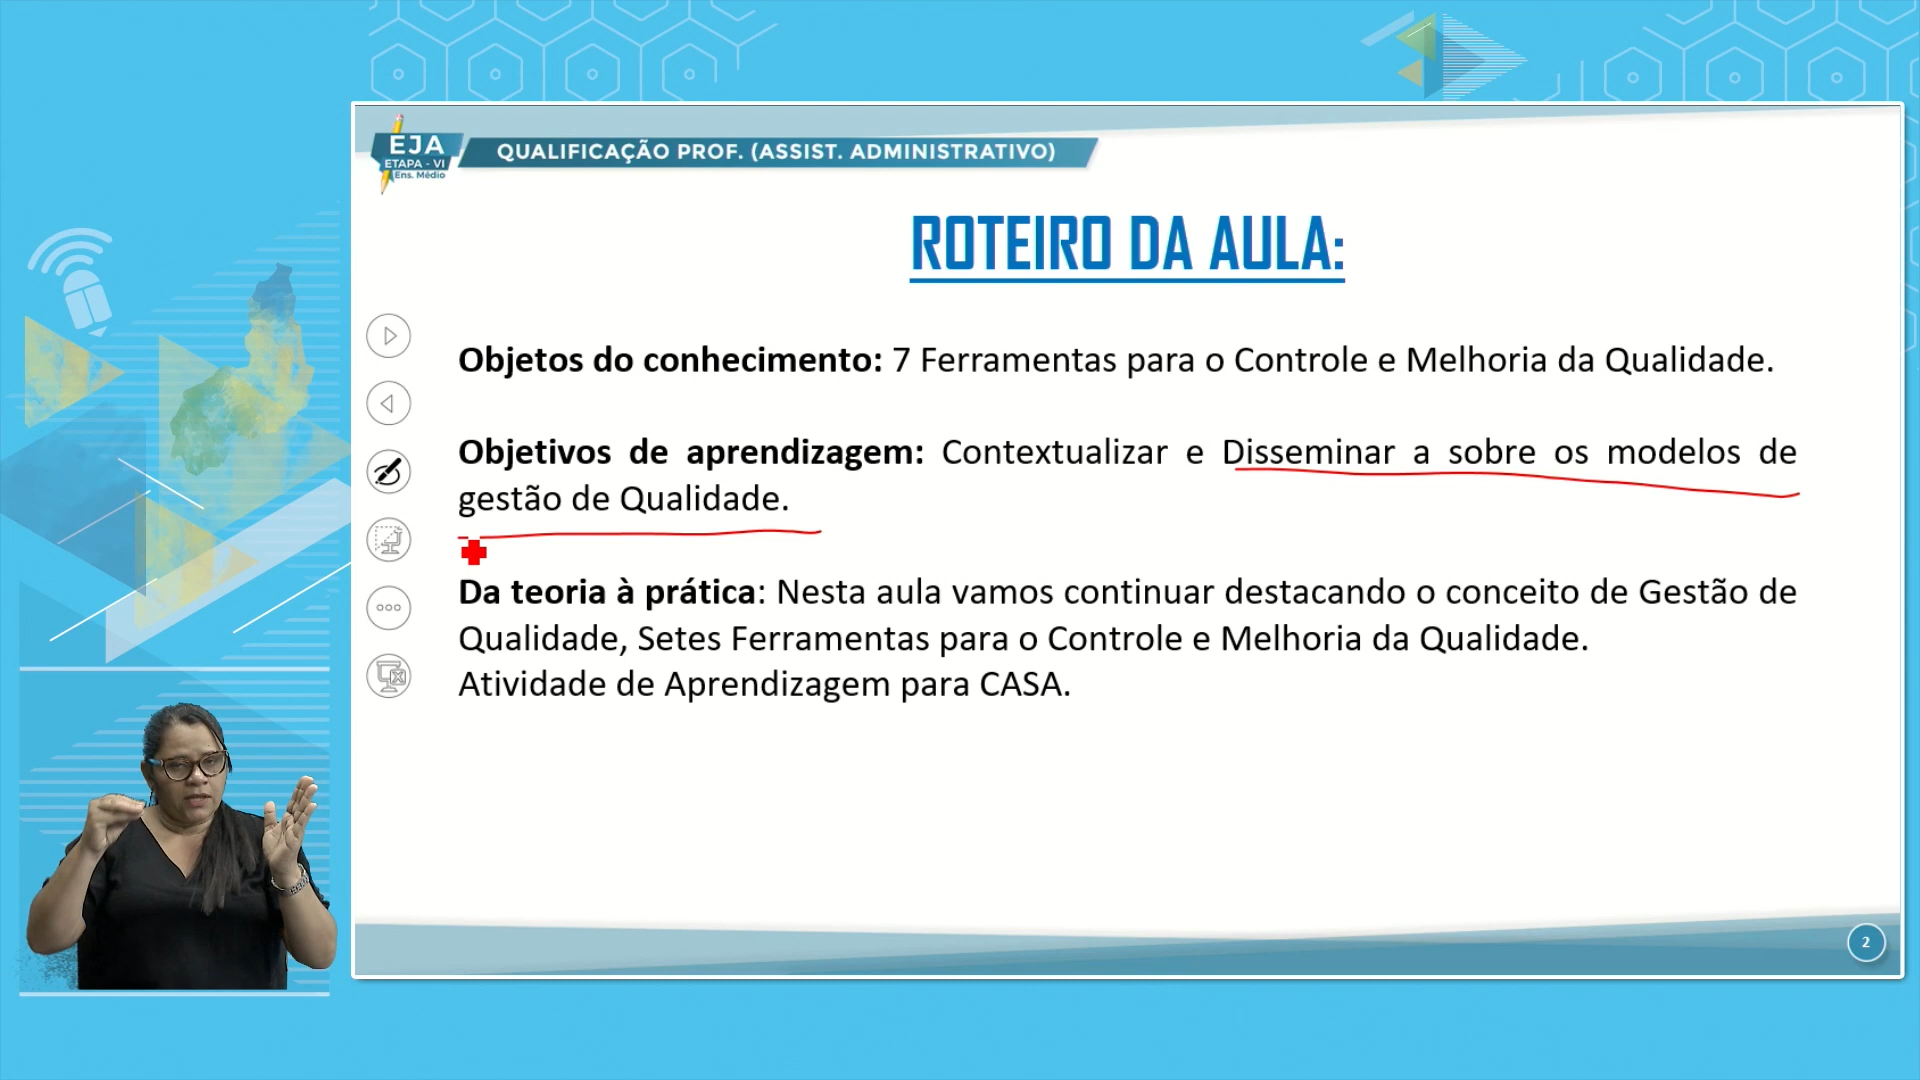 EJA
ETAPA - VI
Ens. Médio
QUALIFICAÇÃO PROF. (ASSIST. ADMINISTRATIVO)
ROTEIRO DA AULA:
Objetos do conhecimento: 7 Ferramentas para o Controle e Melhoria da Qualidade.
Objetivos de aprendizagem: Contextualizar e Disseminar a sobre os modelos de
gestão de Qualidade.
Da teoria à prática: Nesta aula vamos continuar destacando o conceito de Gestão de
Qualidade, Setes Ferramentas para o Controle e Melhoria da Qualidade.
Atividade de Aprendizagem para CASA.
2